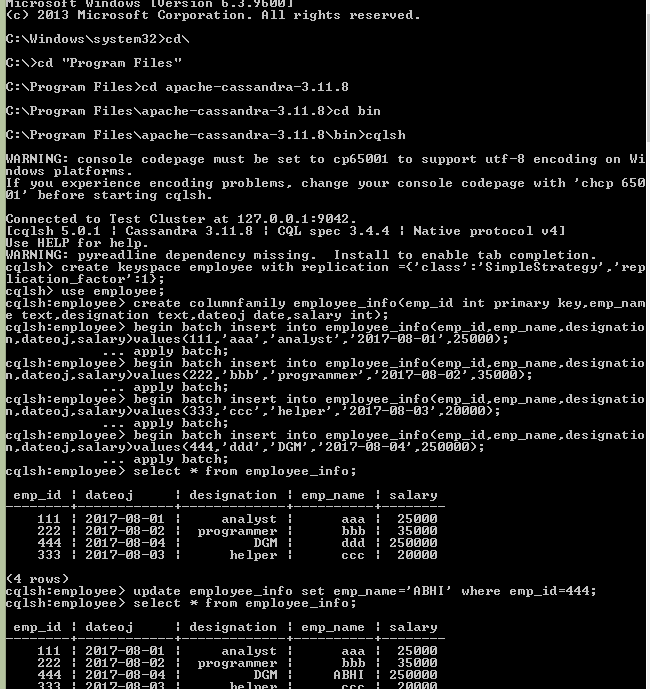 Microsoft Windows [Version 6.3.9600]
(c) 2013 Microsoft Corporation. All rights reserved.
C:\Windows\system32>cd\
C:\>cd "Program Files"
C:\Program Files>cd apache-cassandra-3.11.8
C:\Program Files\apache-cassandra-3.11.8>cd bin
C:\Program Files\apache-cassandra-3.11.8\bin>cqlsh
WARNING: console codepage must be set to cp65001 to support utf-8 encoding on Wi
ndows platforms.
If you experience encoding problems, change your console codepage with 'chcp 650
01' before starting cqlsh.
Connected to Test Cluster at 127.0.0.1:9042.
[cqlsh 5.0.1 | Cassandra 3.11.8 | CQL spec 3.4.4 | Native protocol v4]
Use HELP for help.
WARNING: pyreadline dependency missing.  Install to enable tab completion.
cqlsh> create keyspace employee with replication ={'class':'SimpleStrategy','rep
lication_factor':1};
cqlsh> use employee;
cqlsh:employee> create columnfamily employee_info(emp_id int primary key,emp_nam
e text,designation text,dateoj date,salary int);
cqlsh:employee> begin batch insert into employee_info(emp_id,emp_name,designatio
n,dateoj,salary)values(111,'aaa','analyst','2017-08-01',25000);
            ... apply batch;
cqlsh:employee> begin batch insert into employee_info(emp_id,emp_name,designatio
n,dateoj,salary)values(222,'bbb','programmer','2017-08-02',35000);
            ... apply batch;
cqlsh:employee> begin batch insert into employee_info(emp_id,emp_name,designatio
n,dateoj,salary)values(333,'ccc','helper','2017-08-03',20000);
            ... apply batch;
cqlsh:employee> begin batch insert into employee_info(emp_id,emp_name,designatio
n,dateoj,salary)values(444,'ddd','DGM','2017-08-04',250000);
            ... apply batch;
cqlsh:employee> select * from employee_info;
 emp_id | dateoj     | designation | emp_name | salary
--------+------------+-------------+----------+--------
    111 | 2017-08-01 |     analyst |      aaa |  25000
    222 | 2017-08-02 |  programmer |      bbb |  35000
    444 | 2017-08-04 |         DGM |      ddd | 250000
    333 | 2017-08-03 |      helper |      ccc |  20000
(4 rows)
cqlsh:employee> update employee_info set emp_name='ABHI' where emp_id=444;
cqlsh:employee> select * from employee_info;
 emp_id | dateoj     | designation | emp_name | salary
--------+------------+-------------+----------+--------
    111 | 2017-08-01 |     analyst |      aaa |  25000
    222 | 2017-08-02 |  programmer |      bbb |  35000
    444 | 2017-08-04 |         DGM |     ABHI | 250000
    333 | 2017-08-03 |      helper |      ccc |  20000